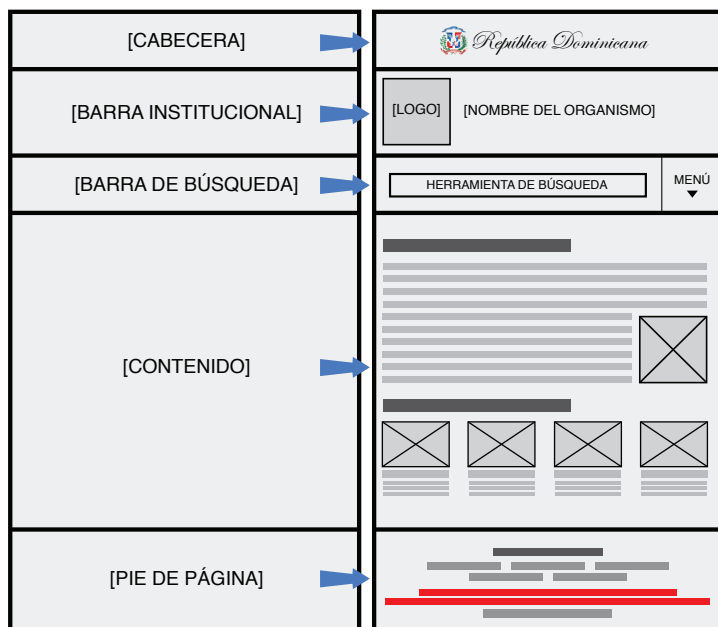 [CABECERA]
República Dominicana
[BARRA INSTITUCIONAL]
[LOGO]
[NOMBRE DEL ORGANISMO]
[BARRA DE BÚSQUEDA]
HERRAMIENTA DE BÚSQUEDA
MENÚ
[CONTENIDO]
[PIE DE PÁGINA]